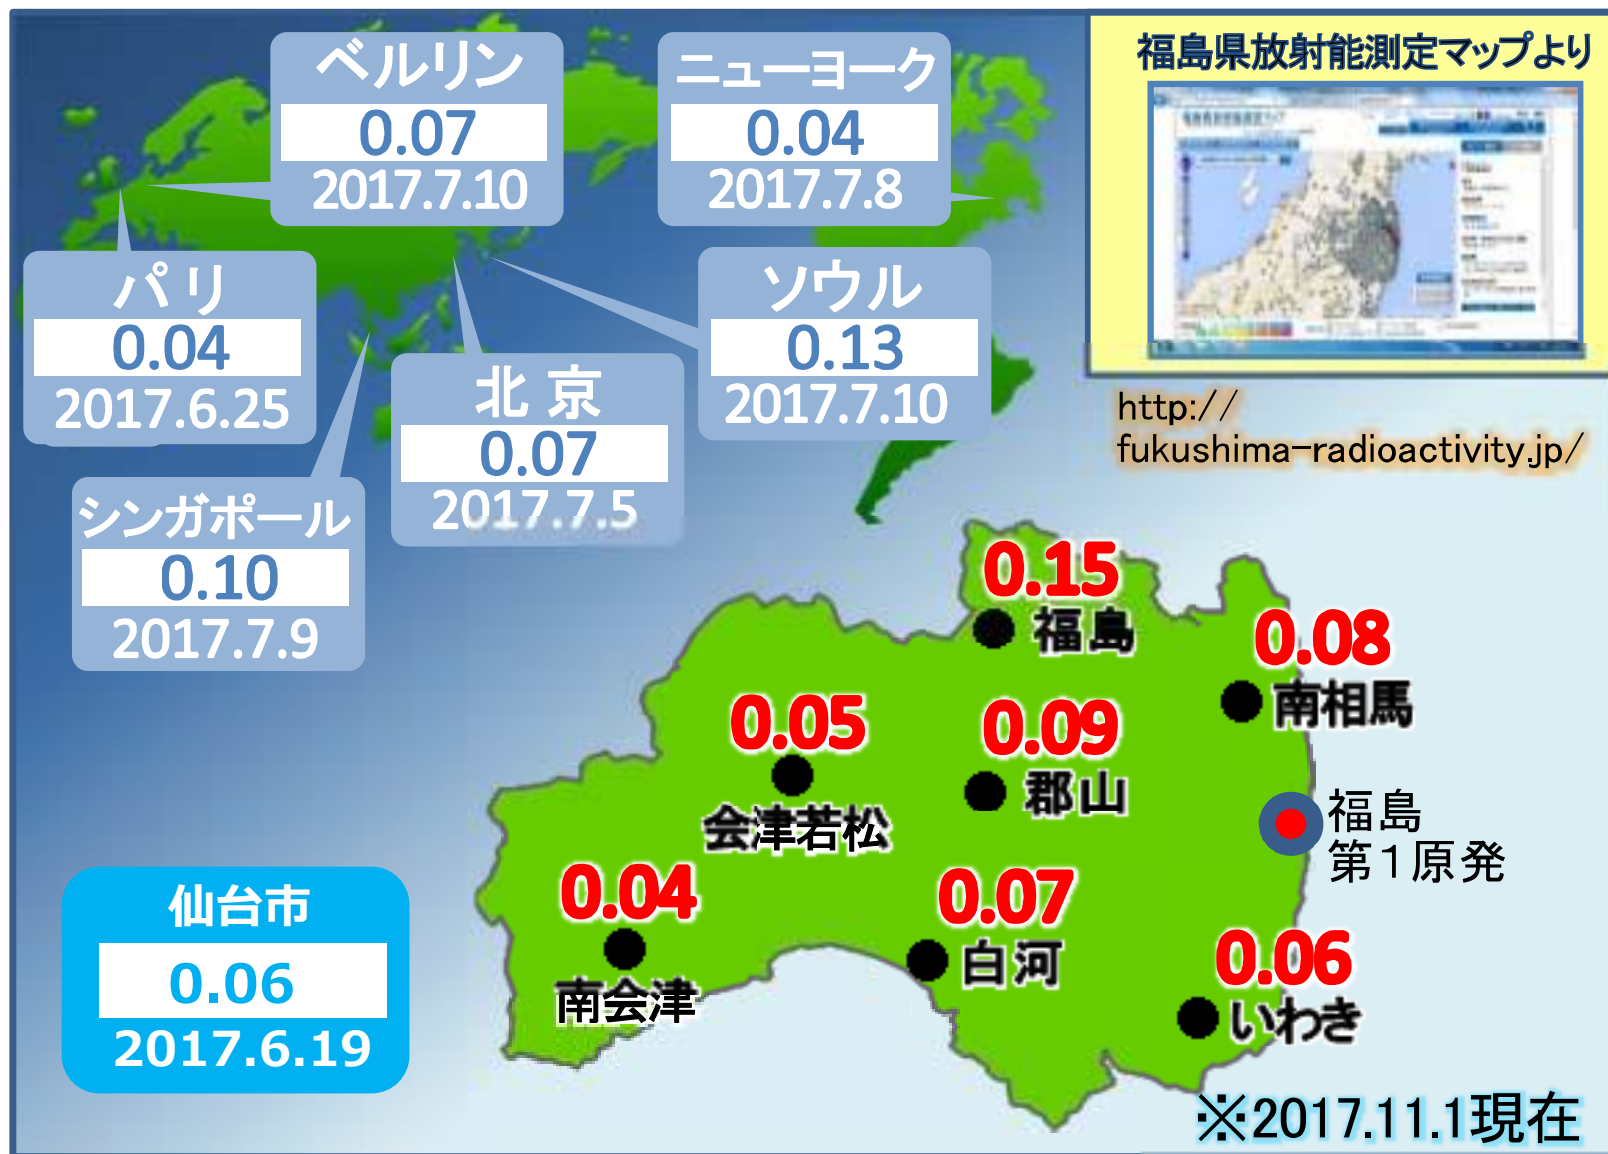 ベルリン
0.07
2017.7.10
ニューヨーク
0.04
2017.7.8
福島県放射能測定マップより
パリ
0.04
2017.6.25
ソウル
0.13
2017.7.10
北京
0.07
2017.7.5
http://
fukushima-radioactivity.jp/
シンガポール
0.10
2017.7.9
0.15
福島
0.08
南相馬
0.05
会津若松
0.09
郡山
福島
第1原発
0.04
南会津
0.07
白河
0.06
いわき
仙台市
0.06
2017.6.19
※2017.11.1現在